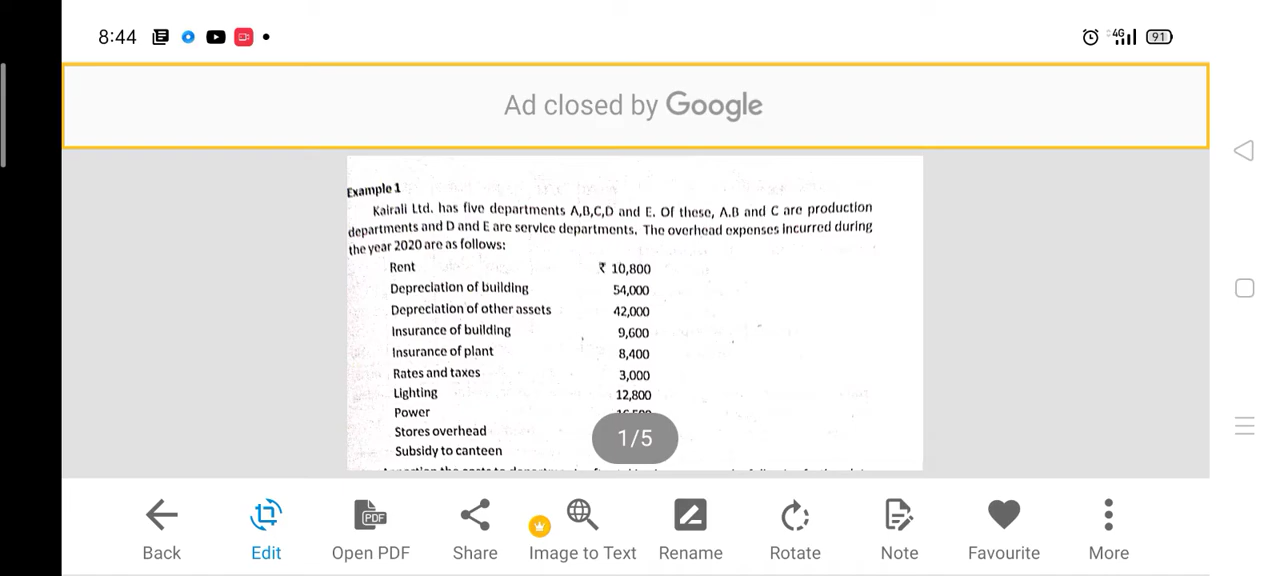 8:44
4G
91
Ad closed by Google
Example 1
Kairali Ltd. has five departments A,B,C,D and E. Of these, A.B and C are production
departments and D and E are service departments. The overhead expenses incurred during
the year 2020 are as follows:
Rent ₹ 10,800
Depreciation of building 54,000
Depreciation of other assets 42,000
Insurance of building 9,600
Insurance of plant 8,400
Rates and taxes 3,000
Lighting 12,800
Power
Stores overhead
Subsidy to canteen
1/5
Back
Edit
PDF
Open PDF
Share
Image to Text
Rename
Rotate
Note
Favourite
More